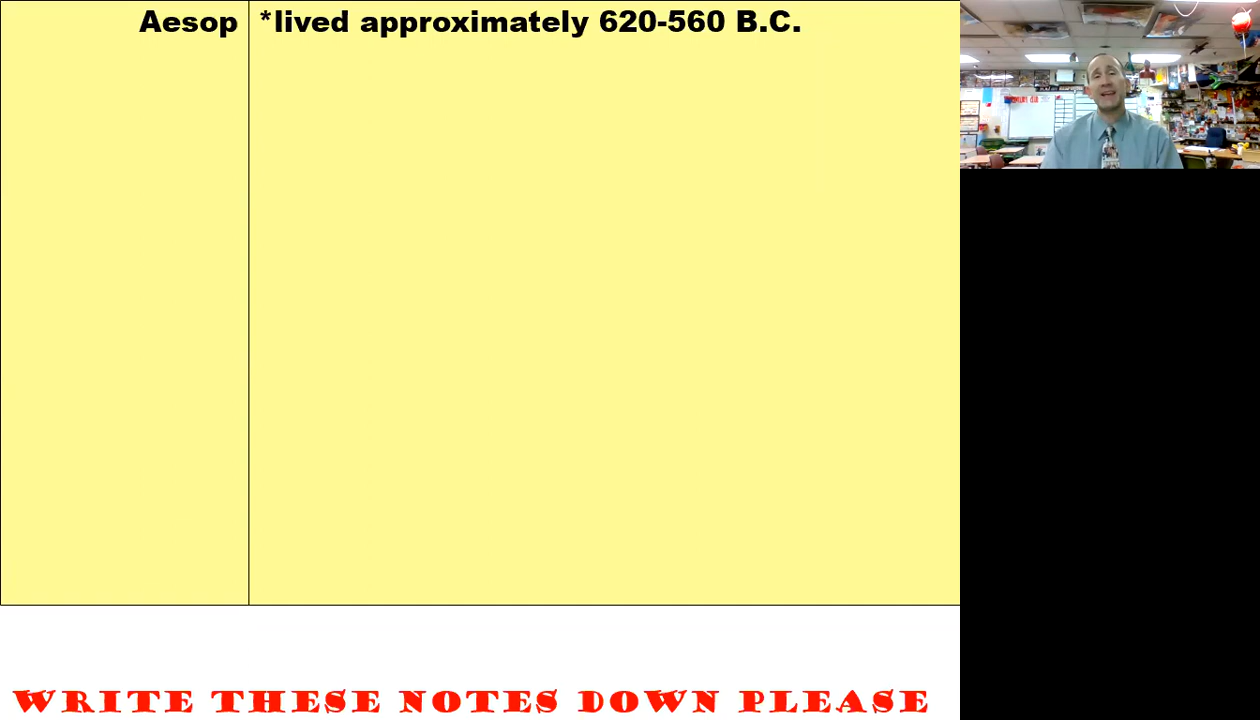 Aesop
*lived approximately 620-560 B.C.
WRITE THESE NOTES DOWN PLEASE